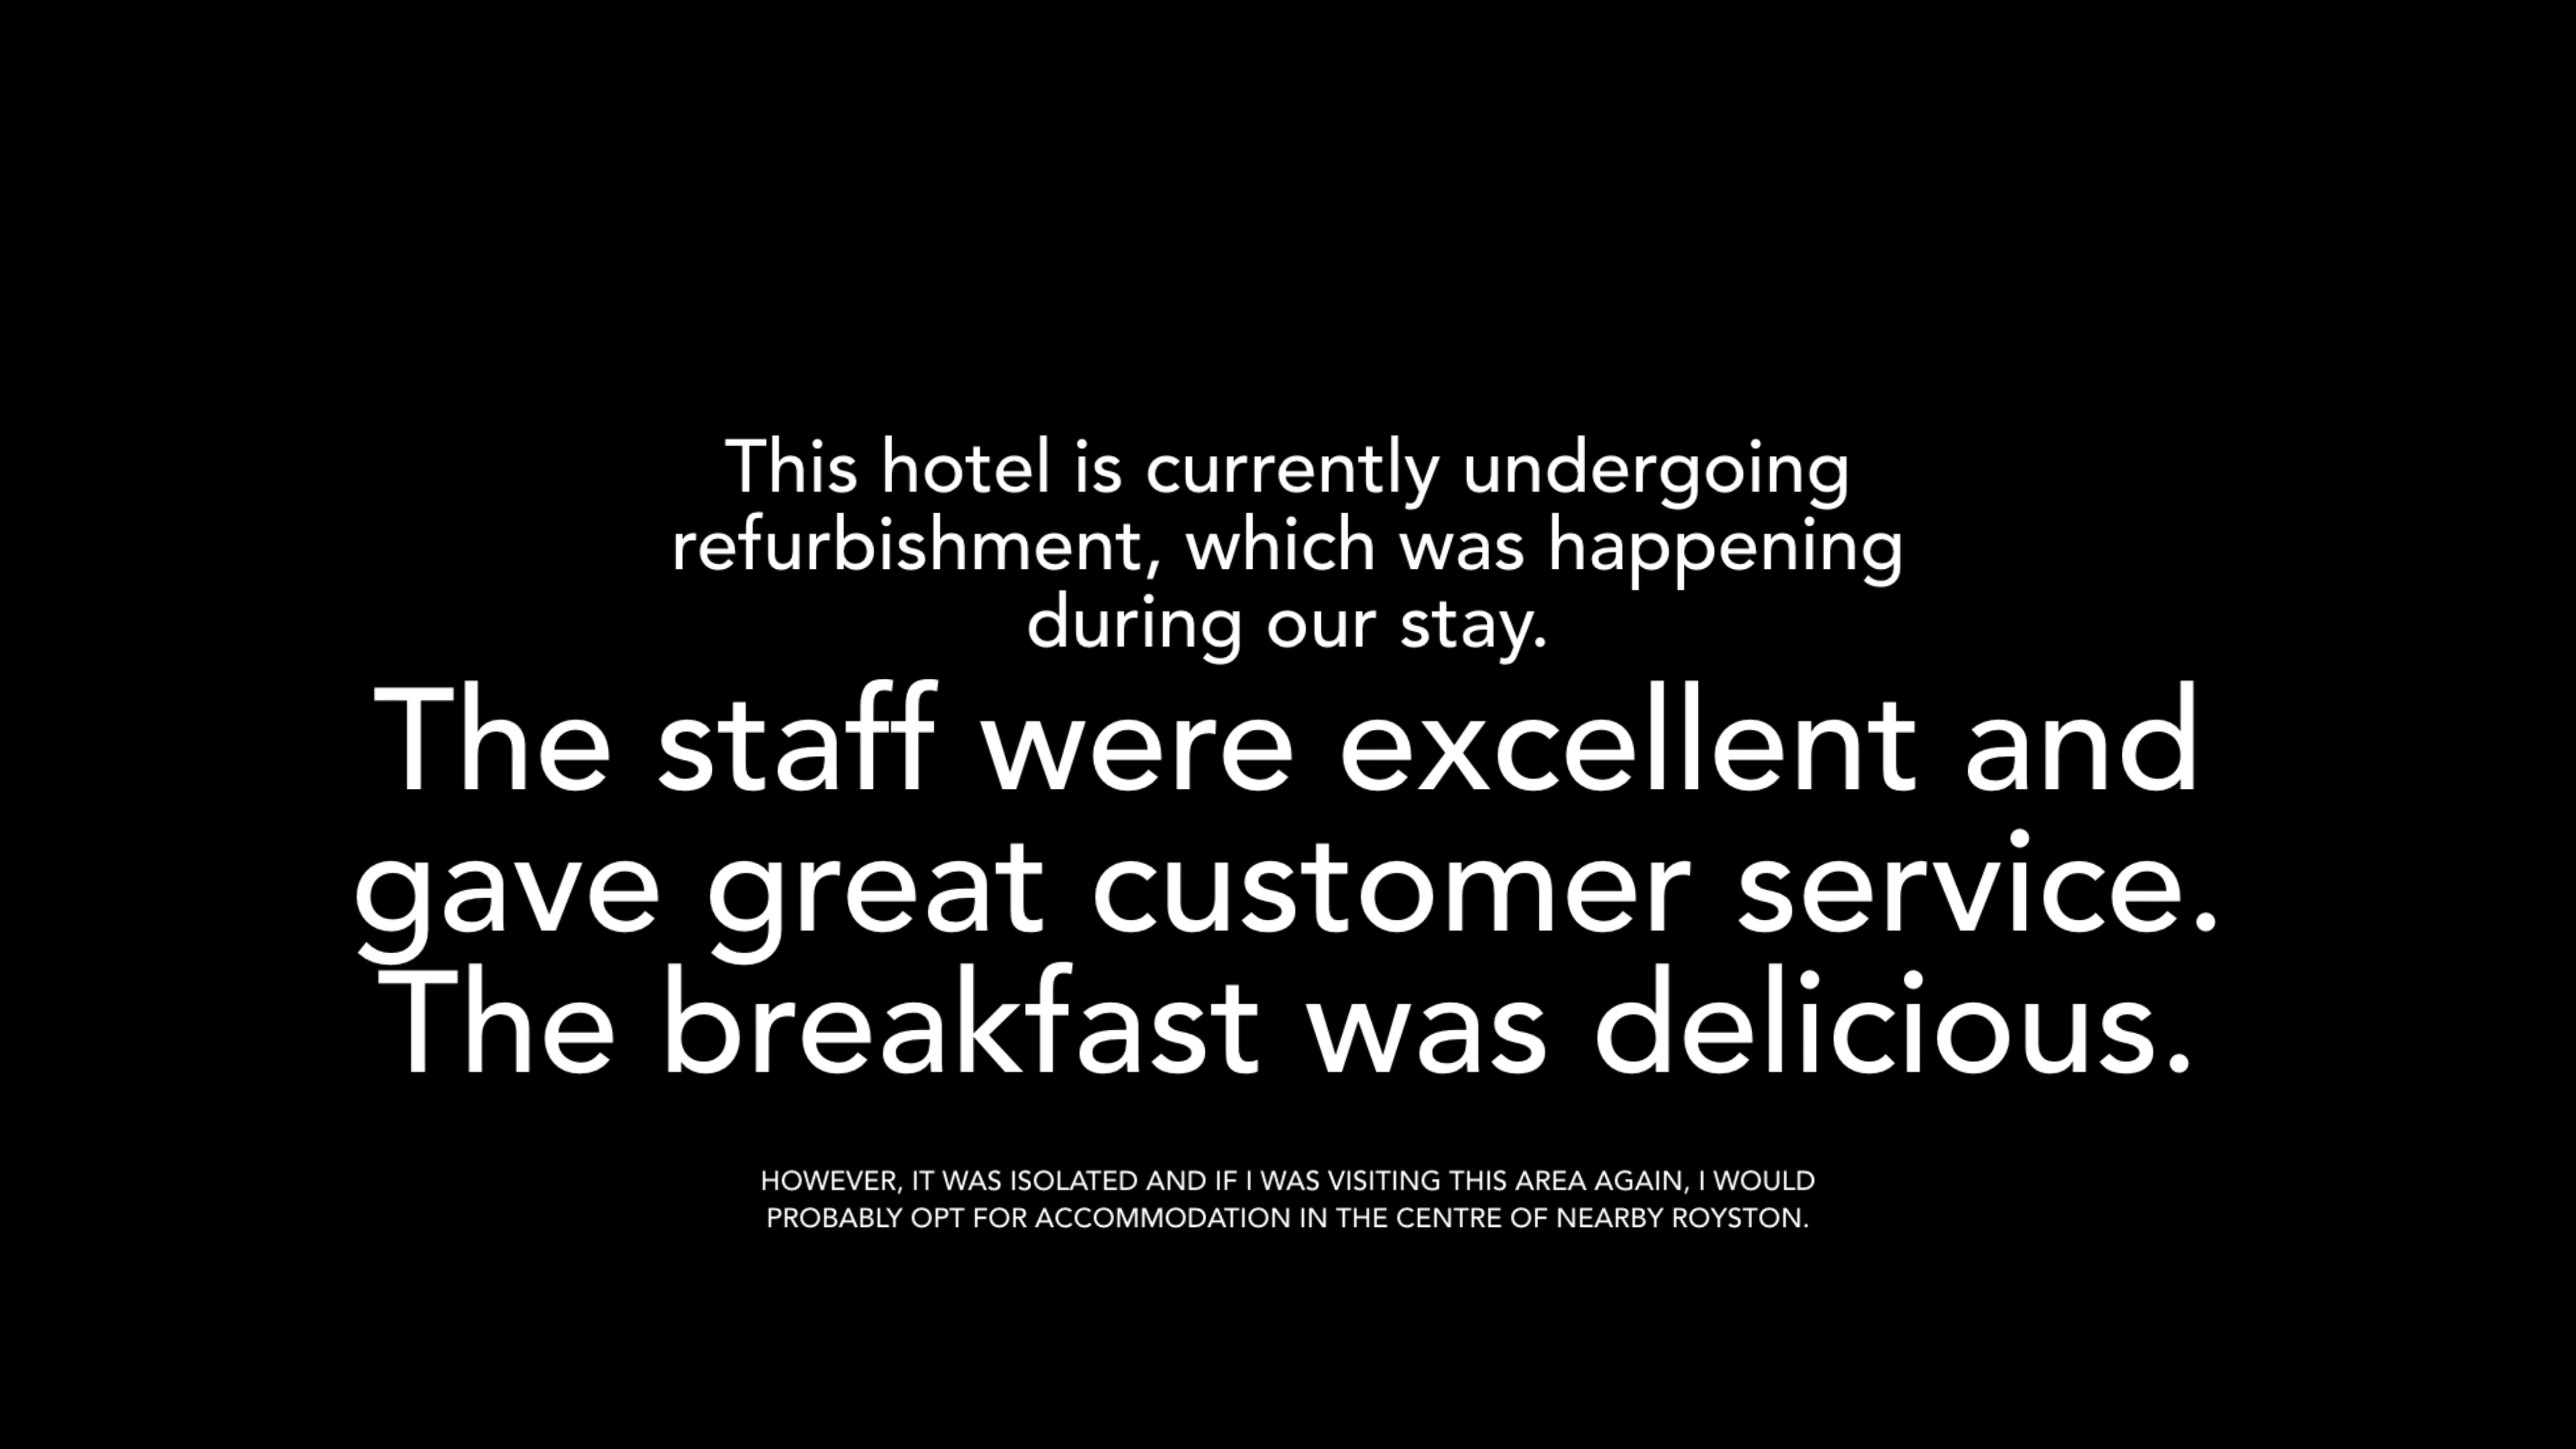 This hotel is currently undergoing
refurbishment, which was happening
during our stay.
The staff were excellent and
gave great customer service.
The breakfast was delicious.
HOWEVER, IT WAS ISOLATED AND IF I WAS VISITING THIS AREA AGAIN, I WOULD
PROBABLY OPT FOR ACCOMMODATION IN THE CENTRE OF NEARBY ROYSTON.